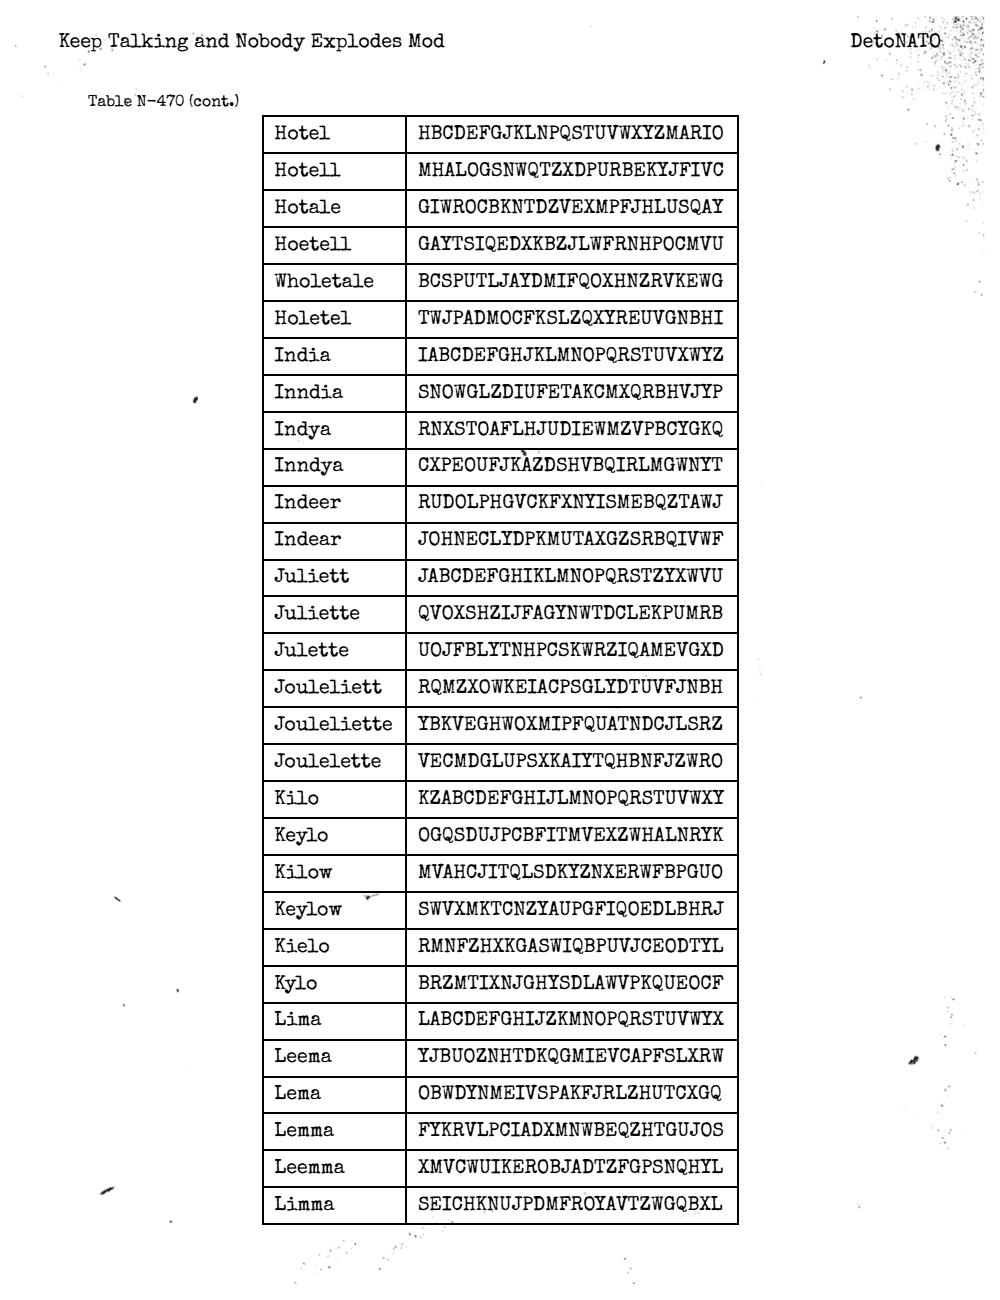 Keep Talking and Nobody Explodes Mod DetoNATO
Table N-470 (cont.)
Hotel HBCDEFGJKLNPQSTUVWXYZMARIO
Hotell MHALOGSNWQTZXDPURBEKYJFIVC
Hotale GIWROCBKNTDZVEXMPFJHLUSQAY
Hoetell GAYTSIQEDXKBZJLWFRNHPOCMVU
Wholetale BCSPUTLJAYDMIFQOXHNZRVKEWG
Holetel TWJPADMOCFKSLZQXYREUVGNBHI
India IABCDEFGHJKLMNOPQRSTUVXWYZ
Inndia SNOWGLZDIUFETAKCMXQRBHVJYP
Indya RNXSTOAFLHJUDIEWMZVPBCYGKQ
Inndya CXPEOUFJKAZDSHVBQIRLMGWNYT
Indeer RUDOLPHGVCKFXNYISMEBQZTAWJ
Indear JOHNECLYDPKMUTAXGZSRBQIVWF
Juliett JABCDEFGHIKLMNOPQRSTZYXWVU
Juliette QVOXSHZIJFAGYNWTDCLEKPUMRB
Julette UOJFBLYTNHPCSKWRZIQAMEVGXD
Jouleliett RQMZXOWKEIACPSGLYDTUVFJNBH
Jouleliette YBKVEGHWOXMIPFQUATNDCJLSRZ
Joulelette VECMDGLUPSXKAIYTQHBNFJZWRO
Kilo KZABCDEFGHIJLMNOPQRSTUVWXY
Keylo OGQSDUJPCBFITMVEXZWHALNRYK
Kilow MVAHCJITQLSDKYZNXERWFBPGUO
Keylow SWVXMKTCNZYAUPGFIQOEDLBHRJ
Kielo RMNFZHXKGASWIQBPUVJCEODTYL
Kylo BRZMTIXNJGHYSDLAWVPKQUEOCF
Lima LABCDEFGHIJZKMNOPQRSTUVWYX
Leema YJBUOZNHTDKQGMIEVCAPFSLXRW
Lema OBWDYNMEIVSPAKFJRLZHUTCXGQ
Lemma FYKRVLPCIADXMNWBEQZHTGUJOS
Leemma XMVCWUIKEROBJADTZFGPSNQHYL
Limma SEICHKNUJPDMFROYAVTZWGQBXL